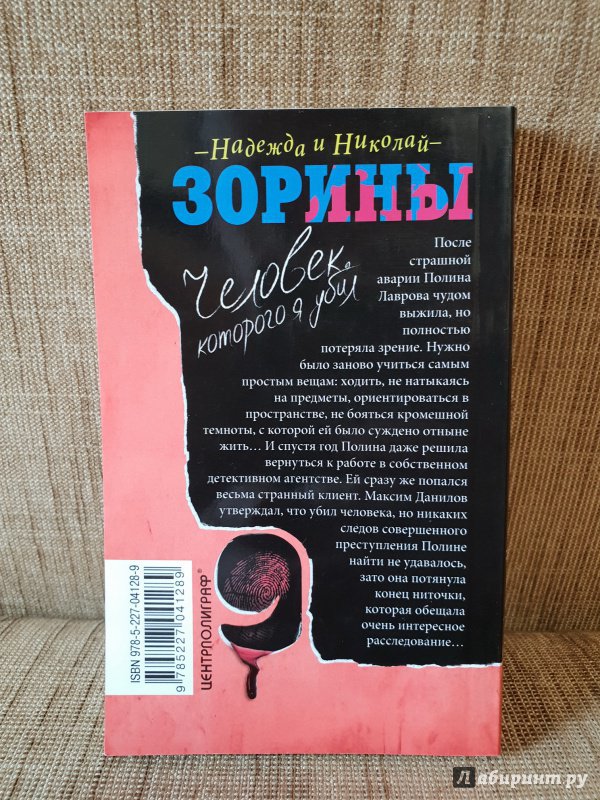 –Надежда и Николай–
ЗОРИНЫ
Человек,
которого я убил
После
страшной
аварии Полина
Лаврова чудом
выжила, но
полностью
потеряла зрение. Нужно
было заново учиться самым
простым вещам: ходить, не натыкаясь
на предметы, ориентироваться в
пространстве, не бояться кромешной
темноты, с которой ей было суждено отныне
жить… И спустя год Полина даже решила
вернуться к работе в собственном
детективном агентстве. Ей сразу же попался
весьма странный клиент. Максим Данилов
утверждал, что убил человека, но никаких
следов совершенного
преступления Полине
найти не удавалось,
зато она потянула
конец ниточки,
которая обещала
очень интересное
расследование…
ISBN 978-5-227-04128-9
9 785227 041289
ЦЕНТРПОЛИГРАФ®
Лабиринт.ру